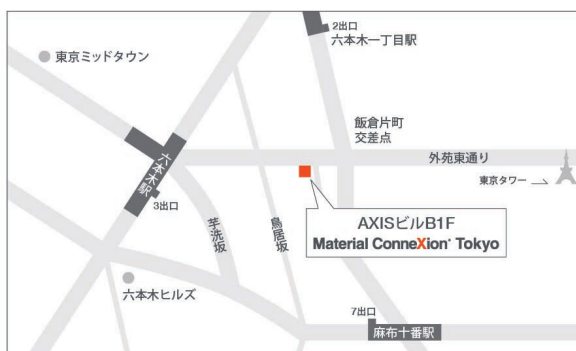 2出口
六本木一丁目駅
東京ミッドタウン
飯倉片町
交差点
外苑東通り
六本木駅
東京タワー
3出口
芋洗坂
鳥居坂
AXISビルB1F
Material ConneXion® Tokyo
六本木ヒルズ
7出口
麻布十番駅